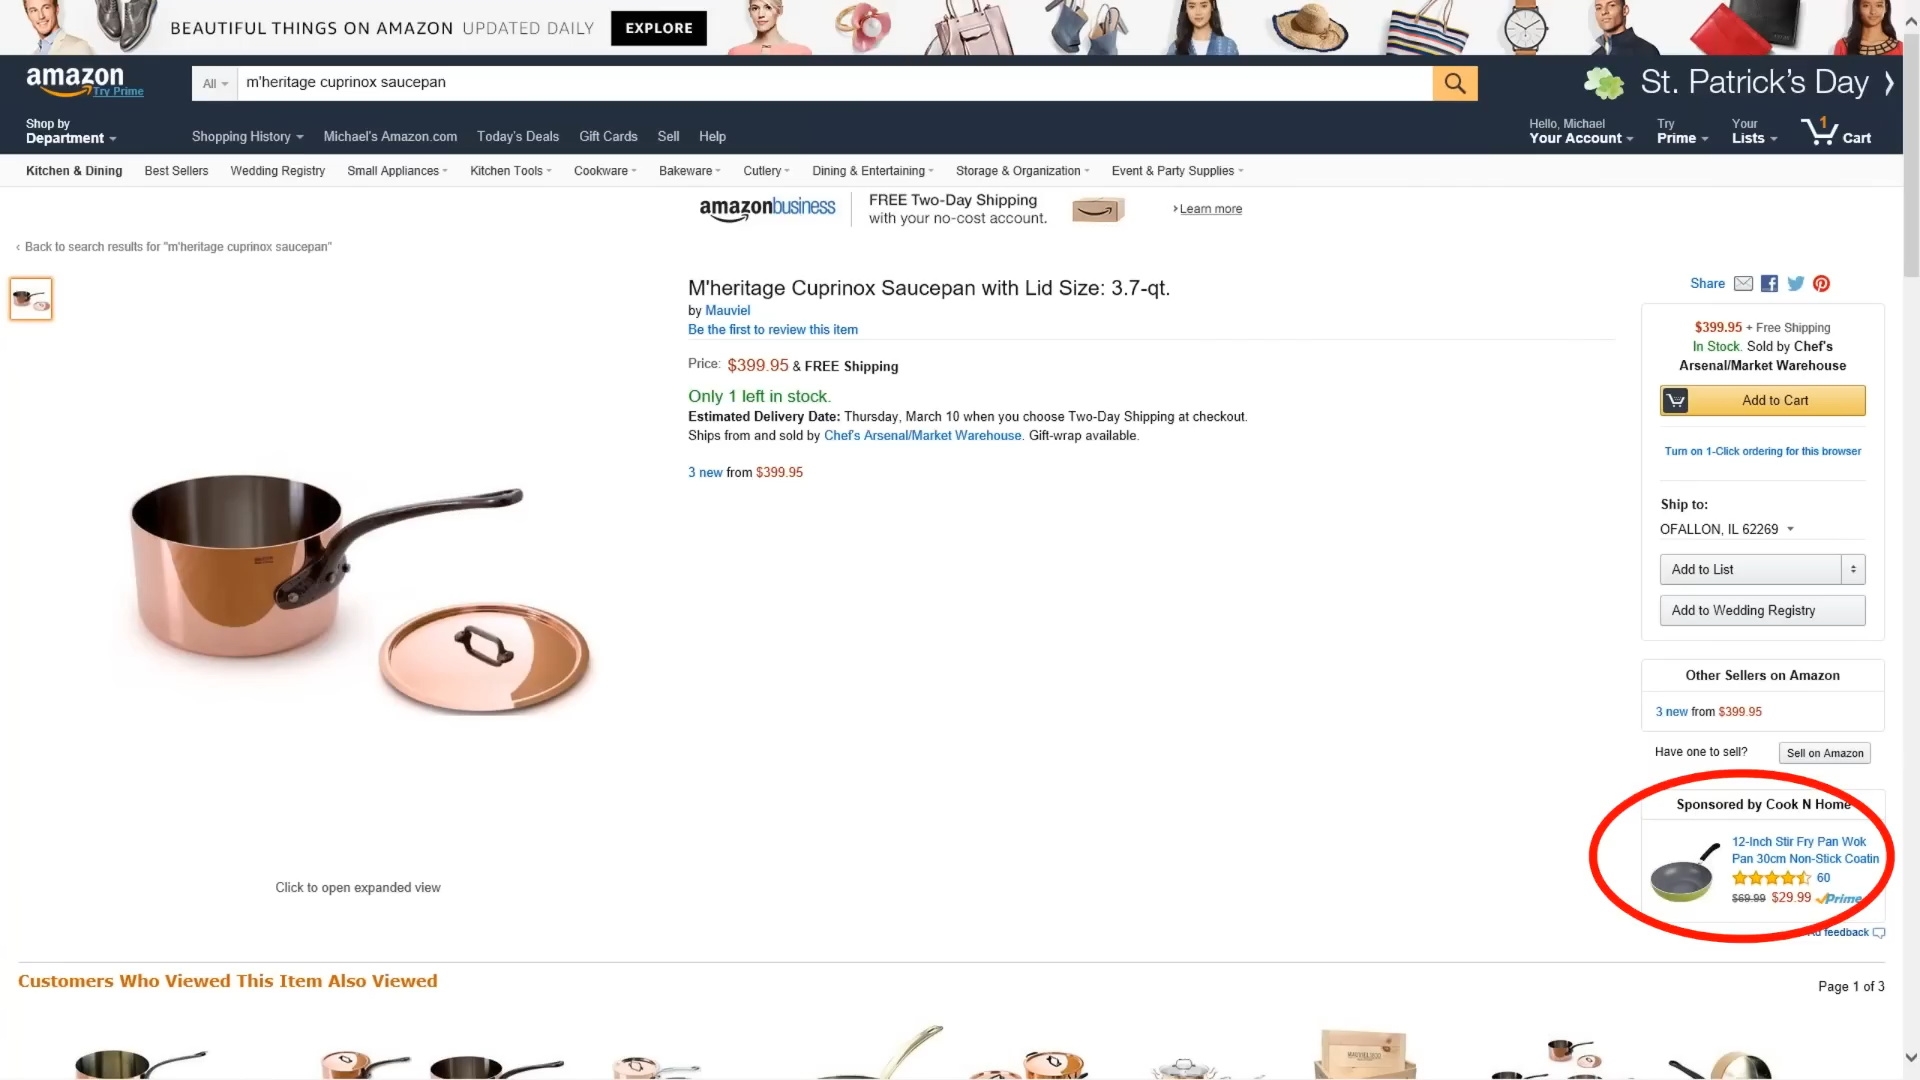 BEAUTIFUL THINGS ON AMAZON UPDATED DAILY EXPLORE
amazon
Try Prime
All
m'heritage cuprinox saucepan
St. Patrick's Day
Shop by
Department
Shopping History
Michael's Amazon.com
Today's Deals
Gift Cards
Sell
Help
Hello, Michael
Your Account
Try
Prime
Your
Lists
1
Cart
Kitchen & Dining
Best Sellers
Wedding Registry
Small Appliances
Kitchen Tools
Cookware
Bakeware
Cutlery
Dining & Entertaining
Storage & Organization
Event & Party Supplies
amazonbusiness
FREE Two-Day Shipping
with your no-cost account.
Learn more
‹ Back to search results for "m'heritage cuprinox saucepan"
M'heritage Cuprinox Saucepan with Lid Size: 3.7-qt.
by Mauviel
Be the first to review this item
Price: $399.95 & FREE Shipping
Only 1 left in stock.
Estimated Delivery Date: Thursday, March 10 when you choose Two-Day Shipping at checkout.
Ships from and sold by Chef's Arsenal/Market Warehouse. Gift-wrap available.
3 new from $399.95
Click to open expanded view
Share
$399.95 + Free Shipping
In Stock. Sold by Chef's
Arsenal/Market Warehouse
Add to Cart
Turn on 1-Click ordering for this browser
Ship to:
OFALLON, IL 62269
Add to List
Add to Wedding Registry
Other Sellers on Amazon
3 new from $399.95
Have one to sell?
Sell on Amazon
Sponsored by Cook N Home
12-Inch Stir Fry Pan Wok
Pan 30cm Non-Stick Coatin
60
$69.99 $29.99 Prime
Ad feedback
Customers Who Viewed This Item Also Viewed
Page 1 of 3